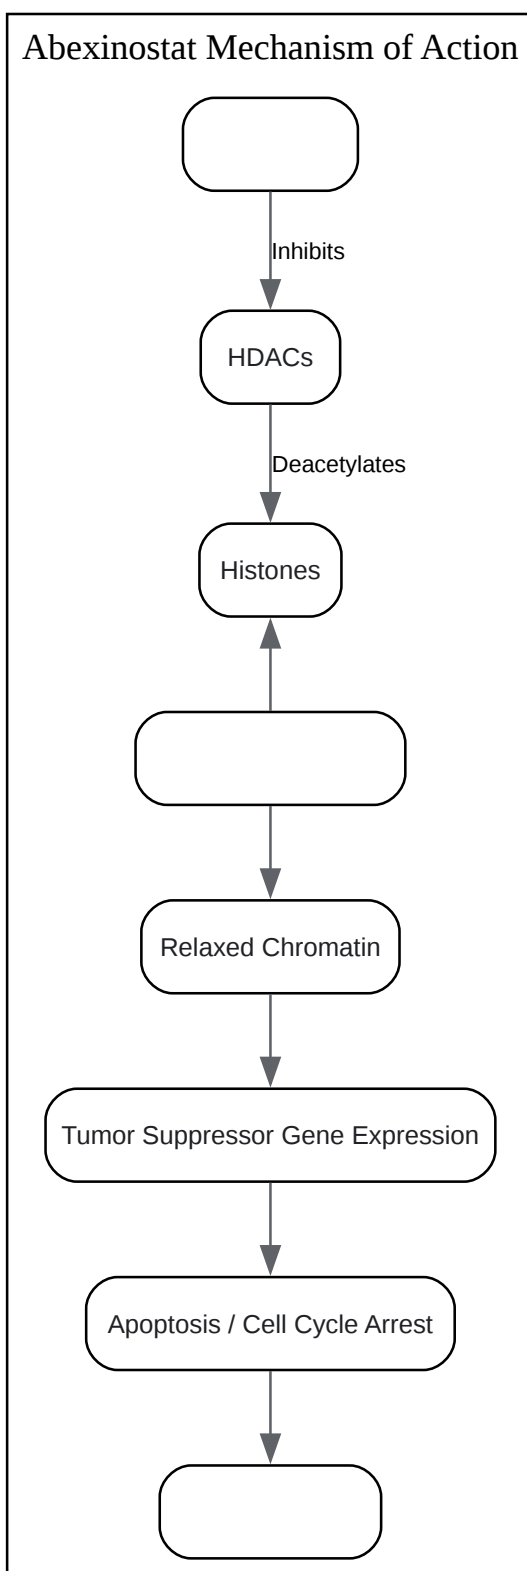 Abexinostat Mechanism of Action
Inhibits
HDACs
Deacetylates
Histones
Relaxed Chromatin
Tumor Suppressor Gene Expression
Apoptosis / Cell Cycle Arrest